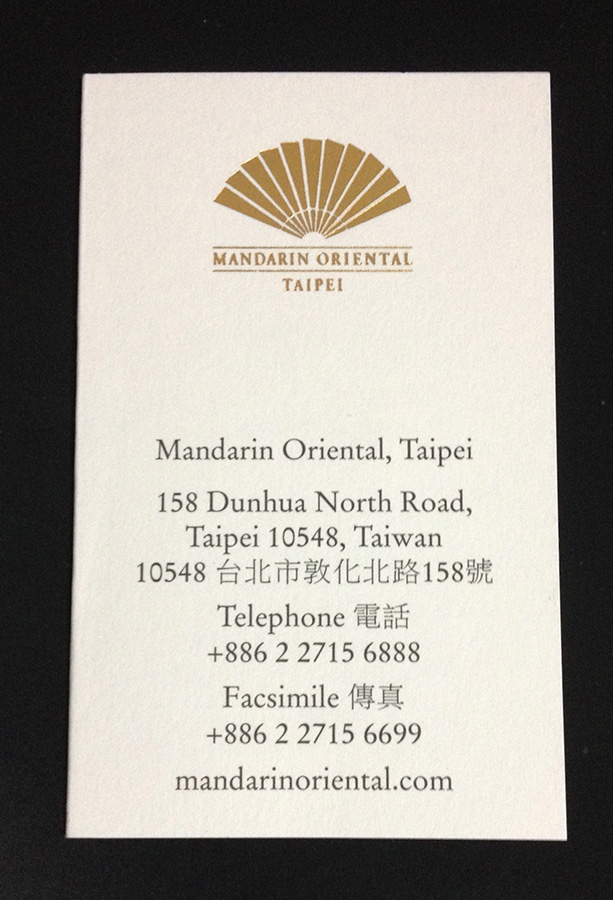 MANDARIN ORIENTAL
TAIPEI
Mandarin Oriental, Taipei
158 Dunhua North Road,
Taipei 10548, Taiwan
10548 台北市敦化北路158號
Telephone 電話
+886 2 2715 6888
Facsimile 傳真
+886 2 2715 6699
mandarinoriental.com